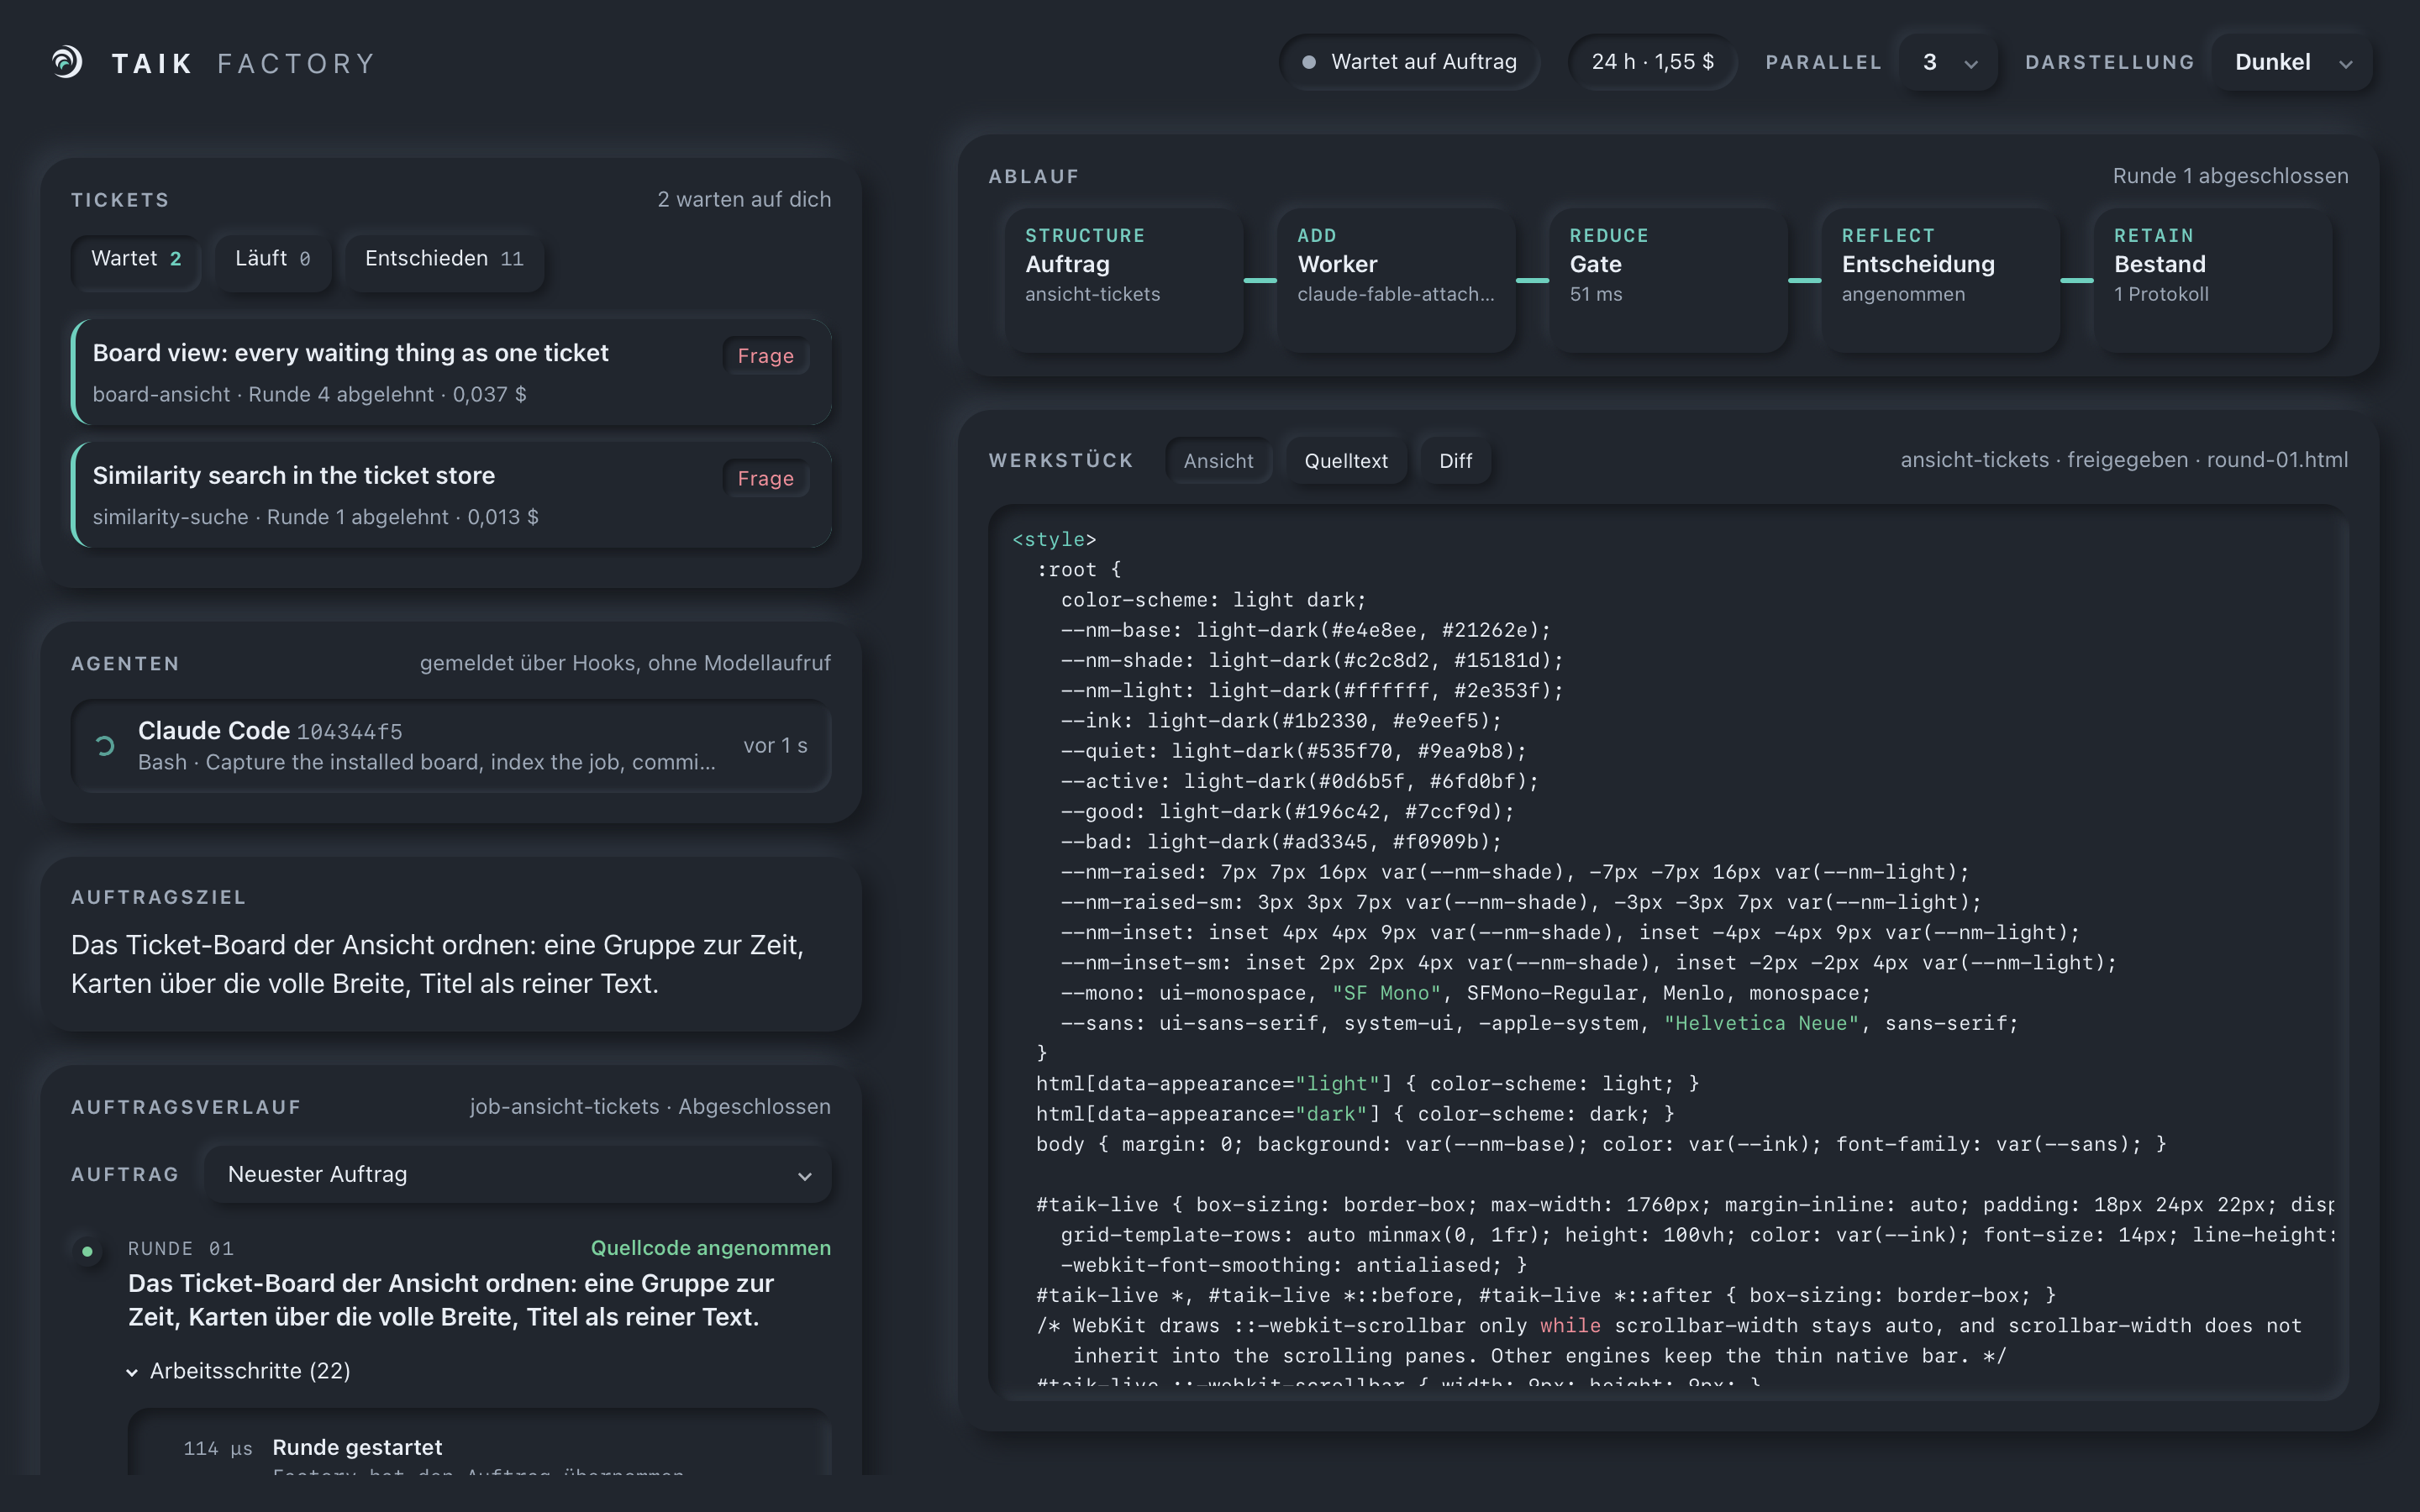 TAIK FACTORY
Wartet auf Auftrag
24 h · 1,55 $
PARALLEL
3
DARSTELLUNG
Dunkel
TICKETS
2 warten auf dich
Wartet 2
Läuft 0
Entschieden 11
Board view: every waiting thing as one ticket
Frage
board-ansicht · Runde 4 abgelehnt · 0,037 $
Similarity search in the ticket store
Frage
similarity-suche · Runde 1 abgelehnt · 0,013 $
AGENTEN
gemeldet über Hooks, ohne Modellaufruf
Claude Code 104344f5
Bash · Capture the installed board, index the job, commi...
vor 1 s
AUFTRAGSZIEL
Das Ticket-Board der Ansicht ordnen: eine Gruppe zur Zeit,
Karten über die volle Breite, Titel als reiner Text.
AUFTRAGSVERLAUF
job-ansicht-tickets · Abgeschlossen
AUFTRAG
Neuester Auftrag
RUNDE 01
Quellcode angenommen
Das Ticket-Board der Ansicht ordnen: eine Gruppe zur
Zeit, Karten über die volle Breite, Titel als reiner Text.
Arbeitsschritte (22)
114 µs Runde gestartet
Factory hat den Auftrag übernommen
ABLAUF
Runde 1 abgeschlossen
STRUCTURE
Auftrag
ansicht-tickets
ADD
Worker
claude-fable-attach...
REDUCE
Gate
51 ms
REFLECT
Entscheidung
angenommen
RETAIN
Bestand
1 Protokoll
WERKSTÜCK
Ansicht
Quelltext
Diff
ansicht-tickets · freigegeben · round-01.html
<style>
:root {
color-scheme: light dark;
--nm-base: light-dark(#e4e8ee, #21262e);
--nm-shade: light-dark(#c2c8d2, #15181d);
--nm-light: light-dark(#ffffff, #2e353f);
--ink: light-dark(#1b2330, #e9eef5);
--quiet: light-dark(#535f70, #9ea9b8);
--active: light-dark(#0d6b5f, #6fd0bf);
--good: light-dark(#196c42, #7ccf9d);
--bad: light-dark(#ad3345, #f0909b);
--nm-raised: 7px 7px 16px var(--nm-shade), -7px -7px 16px var(--nm-light);
--nm-raised-sm: 3px 3px 7px var(--nm-shade), -3px -3px 7px var(--nm-light);
--nm-inset: inset 4px 4px 9px var(--nm-shade), inset -4px -4px 9px var(--nm-light);
--nm-inset-sm: inset 2px 2px 4px var(--nm-shade), inset -2px -2px 4px var(--nm-light);
--mono: ui-monospace, "SF Mono", SFMono-Regular, Menlo, monospace;
--sans: ui-sans-serif, system-ui, -apple-system, "Helvetica Neue", sans-serif;
}
html[data-appearance="light"] { color-scheme: light; }
html[data-appearance="dark"] { color-scheme: dark; }
body { margin: 0; background: var(--nm-base); color: var(--ink); font-family: var(--sans); }
#taik-live { box-sizing: border-box; max-width: 1760px; margin-inline: auto; padding: 18px 24px 22px; disp
grid-template-rows: auto minmax(0, 1fr); height: 100vh; color: var(--ink); font-size: 14px; line-height:
-webkit-font-smoothing: antialiased; }
#taik-live *, #taik-live *::before, #taik-live *::after { box-sizing: border-box; }
/* WebKit draws ::-webkit-scrollbar only while scrollbar-width stays auto, and scrollbar-width does not
inherit into the scrolling panes. Other engines keep the thin native bar. */
#taik-live ::-webkit-scrollbar { width: 9px; height: 9px; }